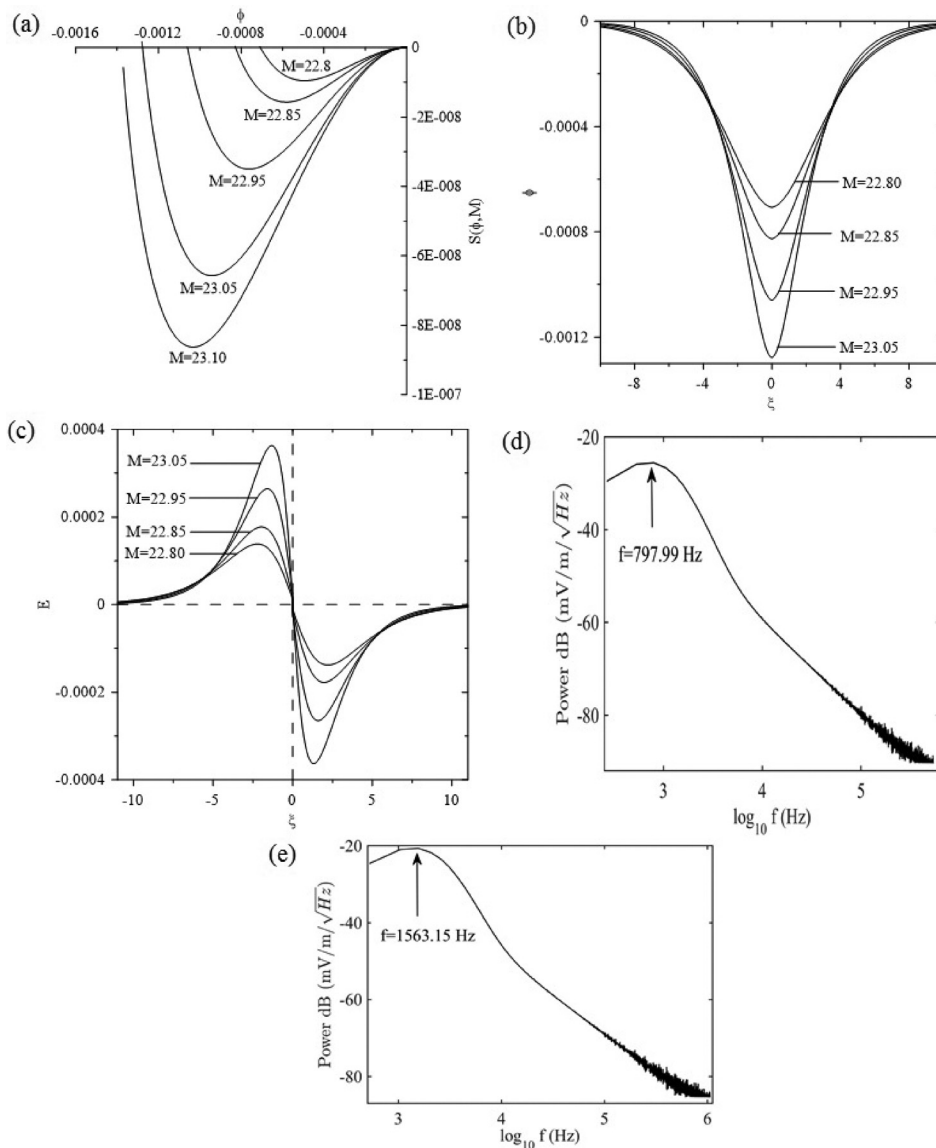 (a)
ϕ
-0.0016 -0.0012 -0.0008 -0.0004
0
M=22.8
M=22.85
-2E-008
M=22.95
-4E-008
S(ϕ,M)
-6E-008
M=23.05
-8E-008
M=23.10
-1E-007
(b)
0
-0.0004
ϕ
M=22.80
-0.0008
M=22.85
M=22.95
-0.0012
M=23.05
-8 -4 0 4 8
ξ
(c)
0.0004
M=23.05
M=22.95
0.0002
M=22.85
M=22.80
E
0
-0.0002
-0.0004
-10 -5 0 5 10
ξ
(d)
-20
-40
f=797.99 Hz
Power dB (mV/m/√Hz)
-60
-80
3 4 5
log₁₀ f (Hz)
(e)
-20
-40
f=1563.15 Hz
Power dB (mV/m/√Hz)
-60
-80
3 4 5 6
log₁₀ f (Hz)